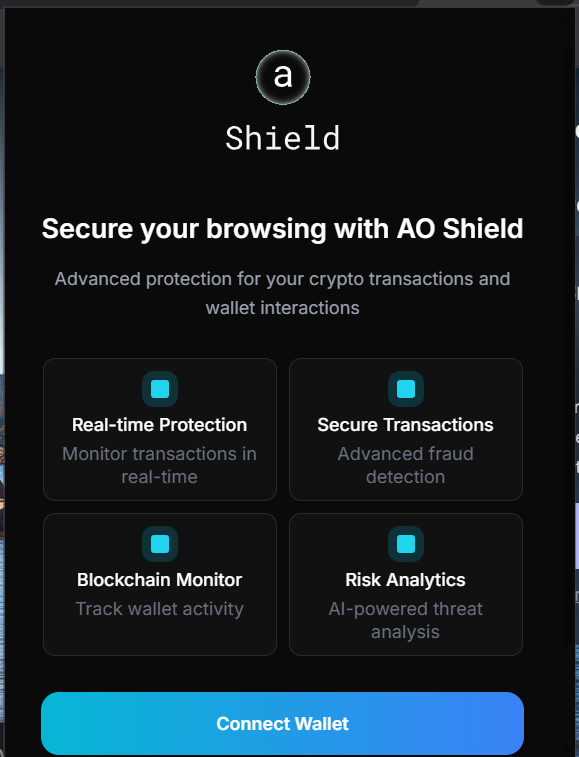 a
Shield
Secure your browsing with AO Shield
Advanced protection for your crypto transactions and
wallet interactions
Real-time Protection
Monitor transactions in
real-time
Secure Transactions
Advanced fraud
detection
Blockchain Monitor
Track wallet activity
Risk Analytics
AI-powered threat
analysis
Connect Wallet